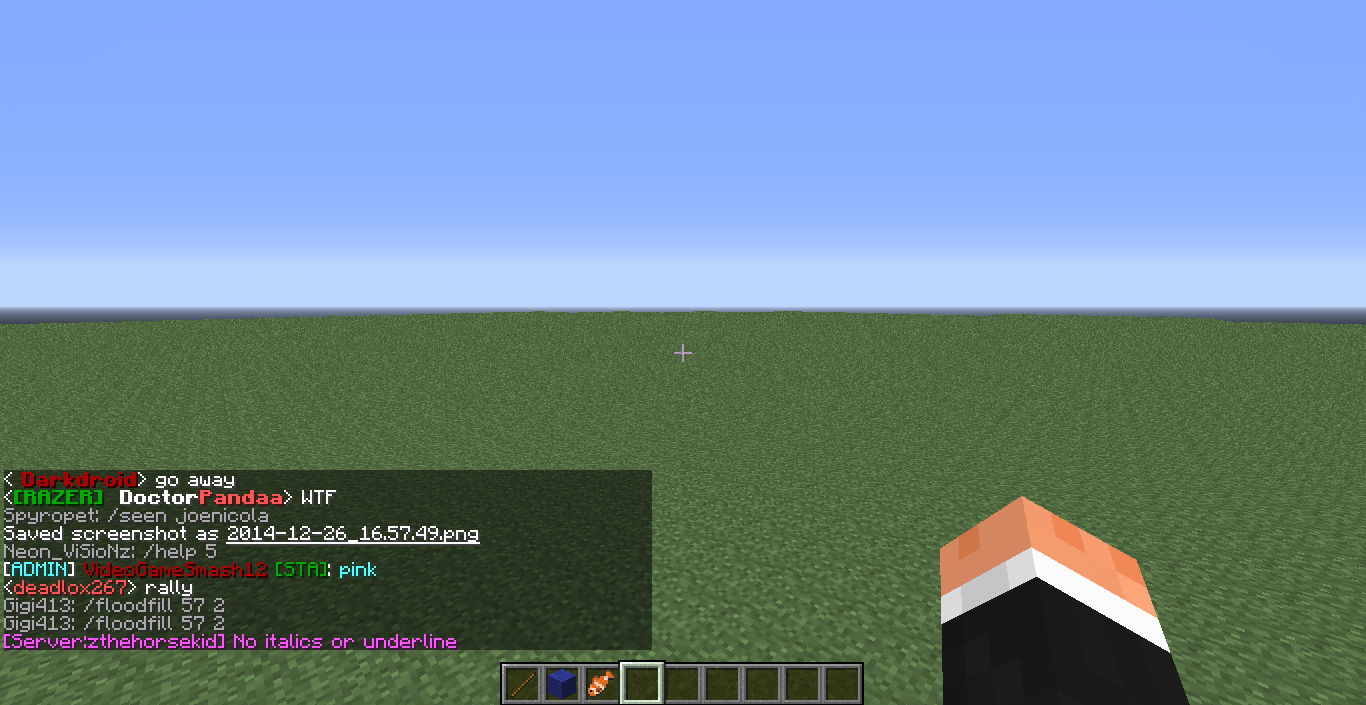 < Darkdroid> go away
<[RAZER] DoctorPandaa> WTF
Spyropet: /seen joenicola
Saved screenshot as 2014-12-26_16.57.49.png
Neon_ViSioNz: /help 5
[ADMIN] VideoGameSmash12 [STA]: pink
<deadlox267> rally
Gigi413: /floodfill 57 2
Gigi413: /floodfill 57 2
[Server:zthehorsekid] No italics or underline